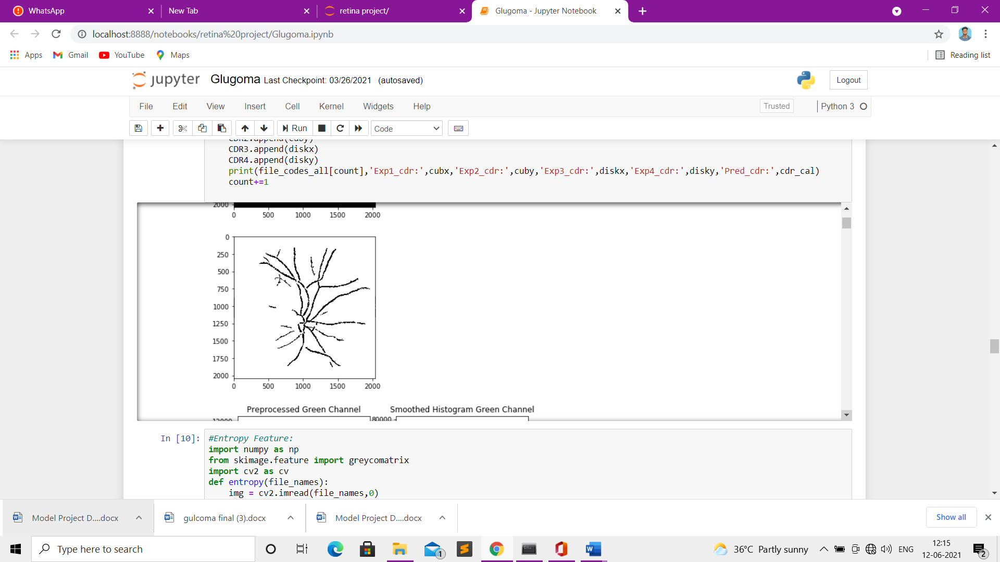 WhatsApp
New Tab
retina project/
Glugoma - Jupyter Notebook
localhost:8888/notebooks/retina%20project/Glugoma.ipynb
Apps
Gmail
YouTube
Maps
Reading list
jupyter
Glugoma Last Checkpoint: 03/26/2021 (autosaved)
Logout
File
Edit
View
Insert
Cell
Kernel
Widgets
Help
Trusted
Python 3
Run
Code
CDR2.append(cuby)
CDR3.append(diskx)
CDR4.append(disky)
print(file_codes_all[count],'Exp1_cdr:',cubx,'Exp2_cdr:',cuby,'Exp3_cdr:',diskx,'Exp4_cdr:',disky,'Pred_cdr:',cdr_cal)
count+=1
2000
0 500 1000 1500 2000
0
250
500
750
1000
1250
1500
1750
2000
0 500 1000 1500 2000
Preprocessed Green Channel
Smoothed Histogram Green Channel
12000
80000
In [10]:
#Entropy Feature:
import numpy as np
from skimage.feature import greycomatrix
import cv2 as cv
def entropy(file_names):
img = cv2.imread(file_names,0)
Model Project D....docx
gulcoma final (3).docx
Model Project D....docx
Show all
Type here to search
1
36°C Partly sunny
ENG
12:15
12-06-2021
2